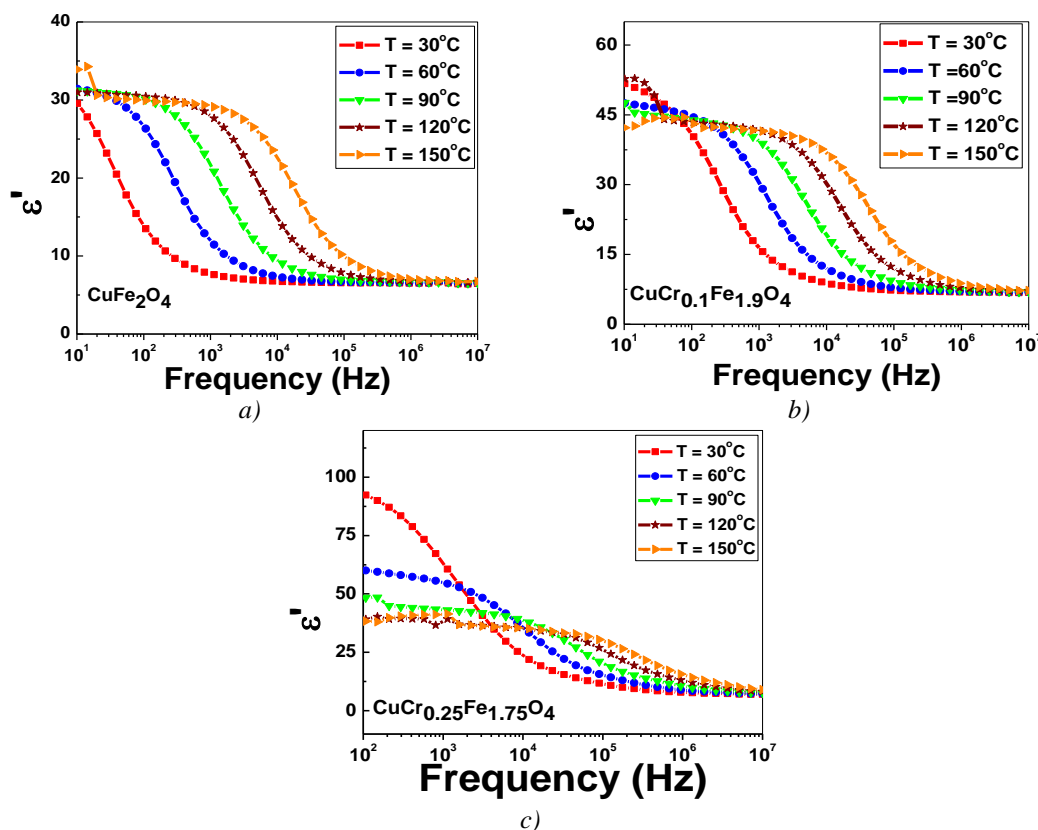 40
30
20
10
0
ε'
T = 30°C
T = 60°C
T = 90°C
T = 120°C
T = 150°C
CuFe₂O₄
10¹ 10² 10³ 10⁴ 10⁵ 10⁶ 10⁷
Frequency (Hz)
a)
60
45
30
15
0
ε'
T = 30°C
T =60°C
T =90°C
T = 120°C
T = 150°C
CuCr₀.₁Fe₁.₉O₄
10¹ 10² 10³ 10⁴ 10⁵ 10⁶ 10⁷
Frequency (Hz)
b)
100
75
50
25
0
ε'
T = 30°C
T = 60°C
T = 90°C
T = 120°C
T = 150°C
CuCr₀.₂₅Fe₁.₇₅O₄
10² 10³ 10⁴ 10⁵ 10⁶ 10⁷
Frequency (Hz)
c)